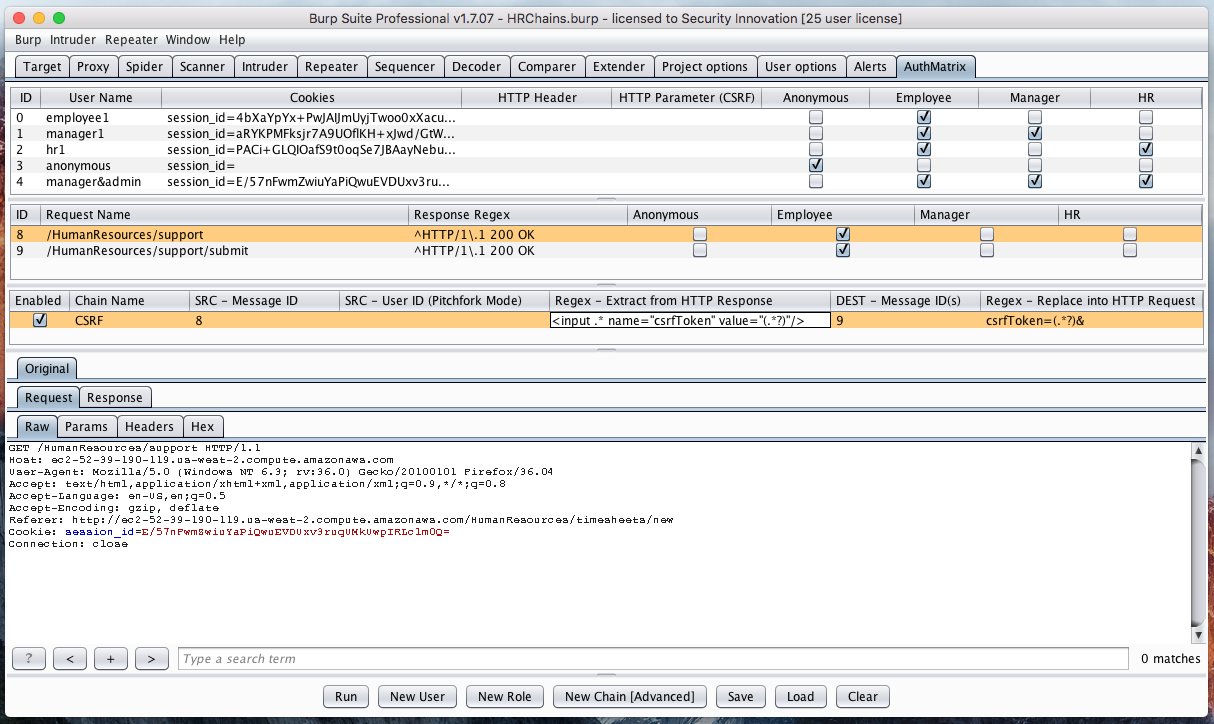 Burp Suite Professional v1.7.07 - HRChains.burp - licensed to Security Innovation [25 user license]
Burp Intruder Repeater Window Help
Target Proxy Spider Scanner Intruder Repeater Sequencer Decoder Comparer Extender Project options User options Alerts AuthMatrix
ID User Name Cookies HTTP Header HTTP Parameter (CSRF) Anonymous Employee Manager HR
0 employee1 session_id=4bXaYpYx+PwJAIJmUyjTwoo0xXacu...
1 manager1 session_id=aRYKPMFksjr7A9UOflKH+xJwd/GtW...
2 hr1 session_id=PACi+GLQIOafS9t0oqSe7JBAayNebu...
3 anonymous session_id=
4 manager&admin session_id=E/57nFwmZwiuYaPiQwuEVDUxv3ru...
ID Request Name Response Regex Anonymous Employee Manager HR
8 /HumanResources/support ^HTTP/1\.1 200 OK
9 /HumanResources/support/submit ^HTTP/1\.1 200 OK
Enabled Chain Name SRC - Message ID SRC - User ID (Pitchfork Mode) Regex - Extract from HTTP Response DEST - Message ID(s) Regex - Replace into HTTP Request
CSRF 8 <input .* name="csrfToken" value="(.*?)"/> 9 csrfToken=(.*?)&
Original
Request Response
Raw Params Headers Hex
GET /HumanResources/support HTTP/1.1
Host: ec2-52-39-190-119.us-west-2.compute.amazonaws.com
User-Agent: Mozilla/5.0 (Windows NT 6.3; rv:36.0) Gecko/20100101 Firefox/36.04
Accept: text/html,application/xhtml+xml,application/xml;q=0.9,*/*;q=0.8
Accept-Language: en-US,en;q=0.5
Accept-Encoding: gzip, deflate
Referer: http://ec2-52-39-190-119.us-west-2.compute.amazonaws.com/HumanResources/timesheets/new
Cookie: session_id=E/57nFwmZwiuYaPiQwuEVDUxv3ruqVMkUwpIRLclm0Q=
Connection: close
? < + > Type a search term 0 matches
Run New User New Role New Chain [Advanced] Save Load Clear